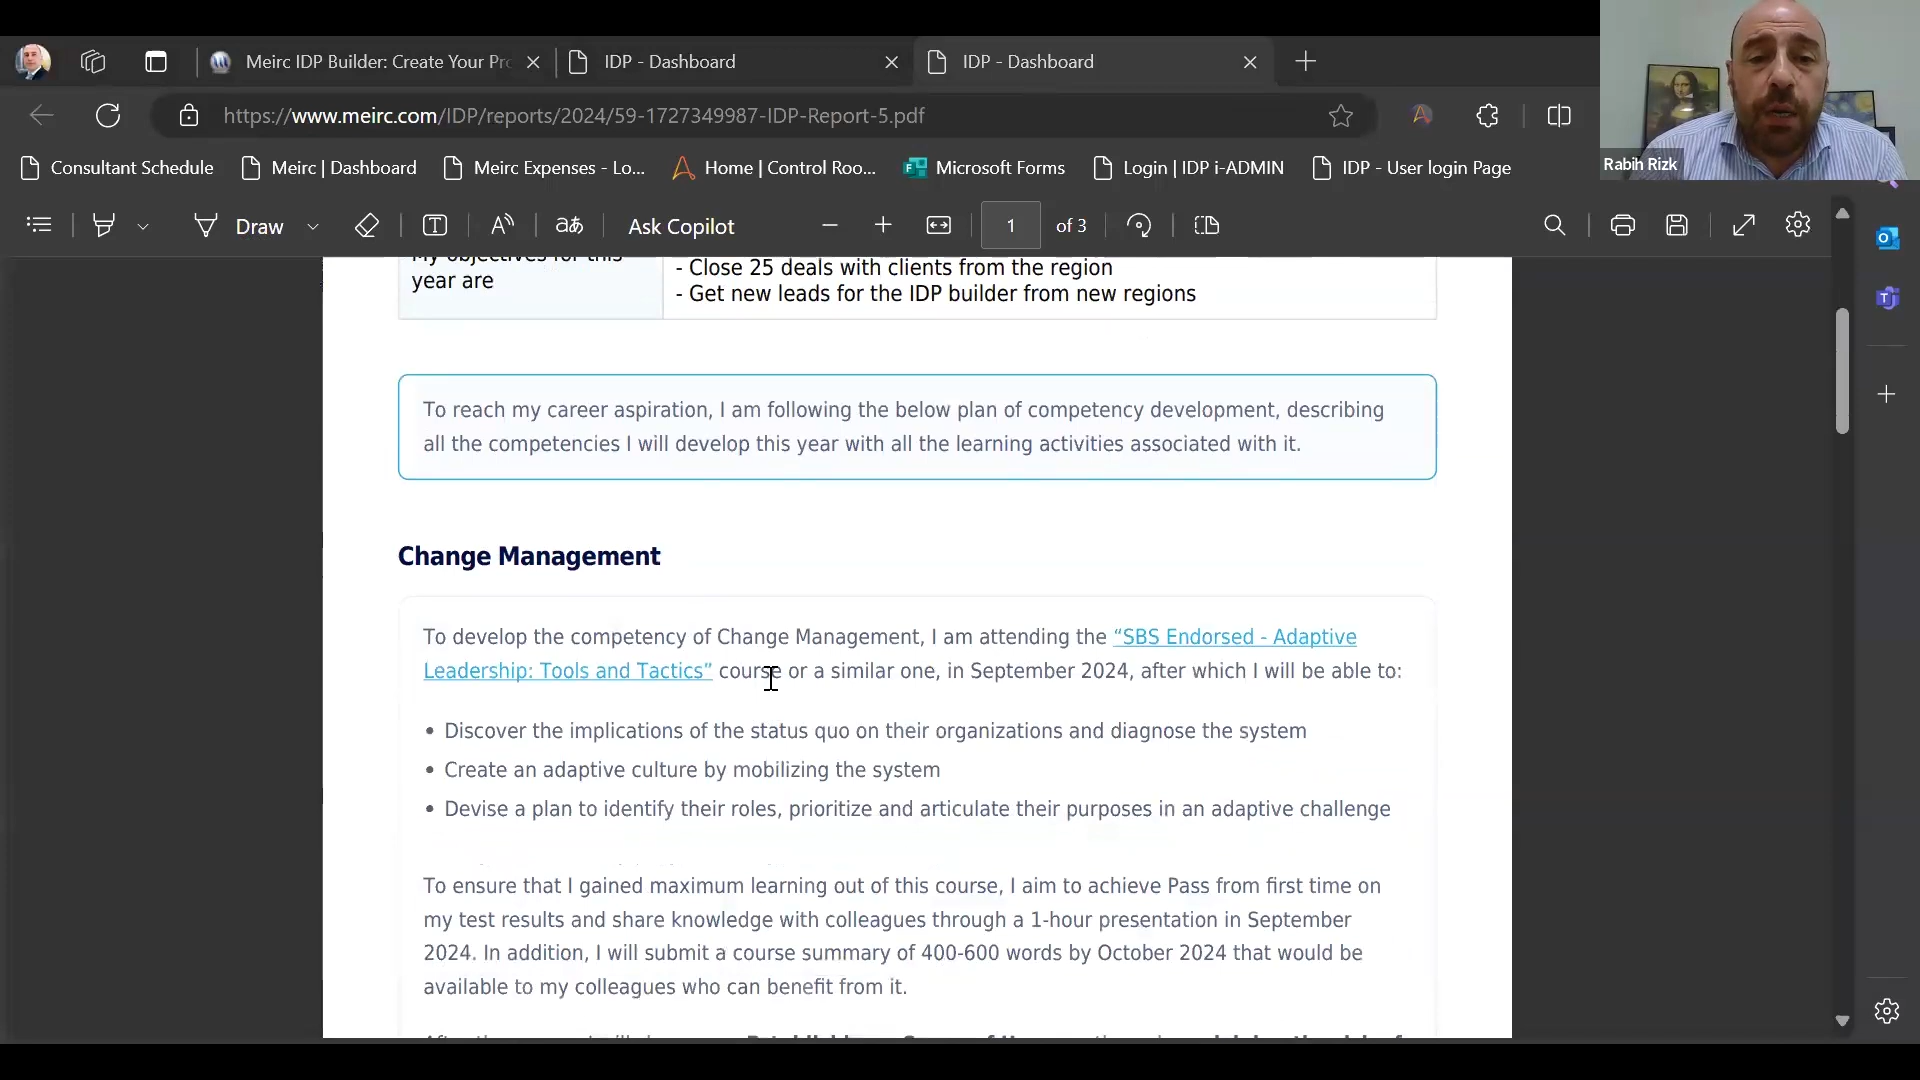 Meirc IDP Builder: Create Your Pro
IDP - Dashboard
IDP - Dashboard
https://www.meirc.com/IDP/reports/2024/59-1727349987-IDP-Report-5.pdf
Rabih Rizk
Consultant Schedule
Meirc | Dashboard
Meirc Expenses - Lo...
Home | Control Roo...
Microsoft Forms
Login | IDP i-ADMIN
IDP - User login Page
Draw
Ask Copilot
1 of 3
My objectives for this
year are
- Close 25 deals with clients from the region
- Get new leads for the IDP builder from new regions
To reach my career aspiration, I am following the below plan of competency development, describing
all the competencies I will develop this year with all the learning activities associated with it.
Change Management
To develop the competency of Change Management, I am attending the “SBS Endorsed - Adaptive
Leadership: Tools and Tactics” course or a similar one, in September 2024, after which I will be able to:
• Discover the implications of the status quo on their organizations and diagnose the system
• Create an adaptive culture by mobilizing the system
• Devise a plan to identify their roles, prioritize and articulate their purposes in an adaptive challenge
To ensure that I gained maximum learning out of this course, I aim to achieve Pass from first time on
my test results and share knowledge with colleagues through a 1-hour presentation in September
2024. In addition, I will submit a course summary of 400-600 words by October 2024 that would be
available to my colleagues who can benefit from it.